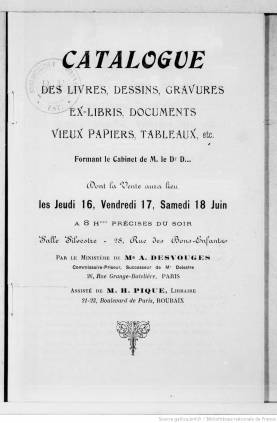 CATALOGUE
DES LIVRES, DESSINS, GRAVURES
EX-LIBRIS, DOCUMENTS
VIEUX PAPIERS, TABLEAUX, etc.
Formant le Cabinet de M. le Dr D...
Dont la Vente aura lieu
les Jeudi 16, Vendredi 17, Samedi 18 Juin
A 8 Hres PRÉCISES DU SOIR
Salle Silvestre - 28, Rue des Bons-Enfants
PAR LE MINISTÈRE DE Me A. DESVOUGES
Commissaire-Priseur, Successeur de Me Delestre
26, Rue Grange-Batelière, PARIS
ASSISTÉ DE M. H. PIQUE, LIBRAIRE
21-23, Boulevard de Paris, ROUBAIX
Source gallica.bnf.fr / Bibliothèque nationale de France